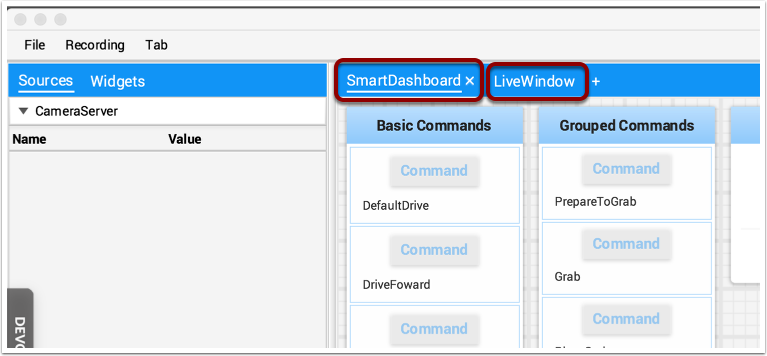 File Recording Tab
Sources Widgets
SmartDashboard × LiveWindow +
CameraServer
Name Value
Basic Commands
Command
DefaultDrive
Command
DriveFoward
Command
Grouped Commands
Command
PrepareToGrab
Command
Grab
Command